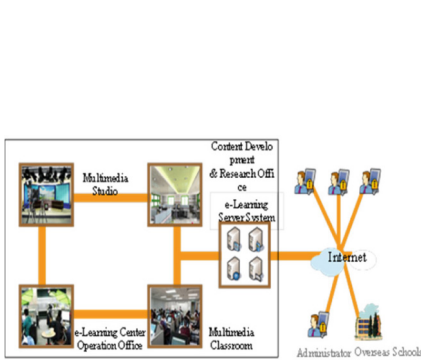 Content Develo
pment
& Research Offi
ce
Multimedia
Studio
e-Learning
Server System
Internet
e-Learning Center
Operation Office
Multimedia
Classroom
Administrator
Overseas Schools